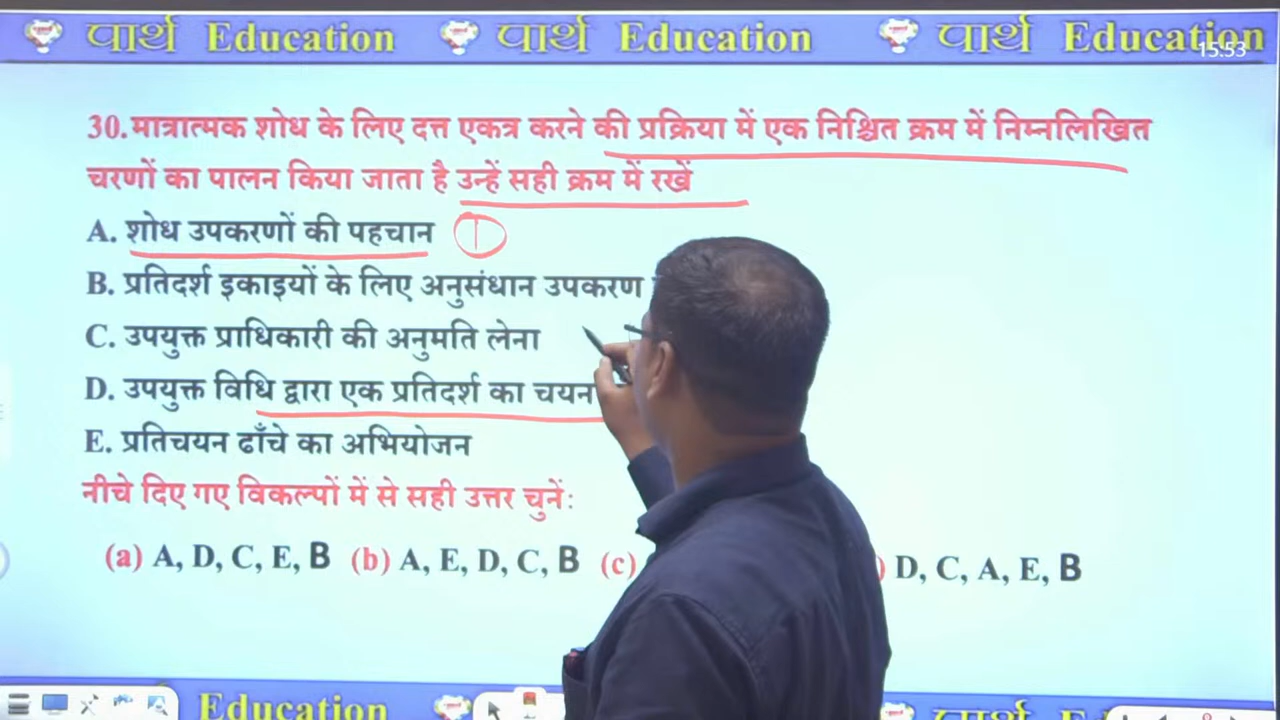 पार्थ Education पार्थ Education पार्थ Education
15:53
30.मात्रात्मक शोध के लिए दत्त एकत्र करने की प्रक्रिया में एक निश्चित क्रम में निम्नलिखित
चरणों का पालन किया जाता है उन्हें सही क्रम में रखें
A. शोध उपकरणों की पहचान 1
B. प्रतिदर्श इकाइयों के लिए अनुसंधान उपकरण
C. उपयुक्त प्राधिकारी की अनुमति लेना
D. उपयुक्त विधि द्वारा एक प्रतिदर्श का चयन
E. प्रतिचयन ढाँचे का अभियोजन
नीचे दिए गए विकल्पों में से सही उत्तर चुनें:
(a) A, D, C, E, B (b) A, E, D, C, B (c) ) D, C, A, E, B
Education पार्थ E